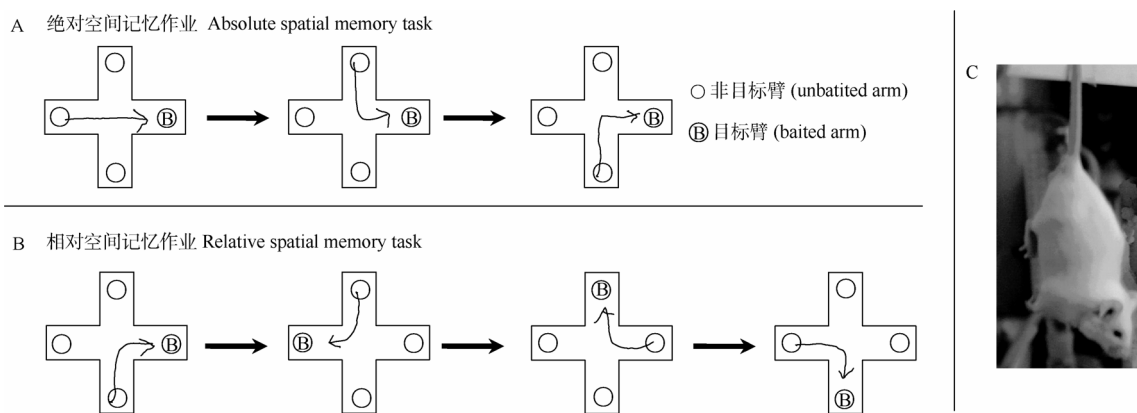 A 绝对空间记忆作业 Absolute spatial memory task
B
B
B
○ 非目标臂 (unbatited arm)
Ⓑ 目标臂 (baited arm)
B 相对空间记忆作业 Relative spatial memory task
B
B
B
B
C